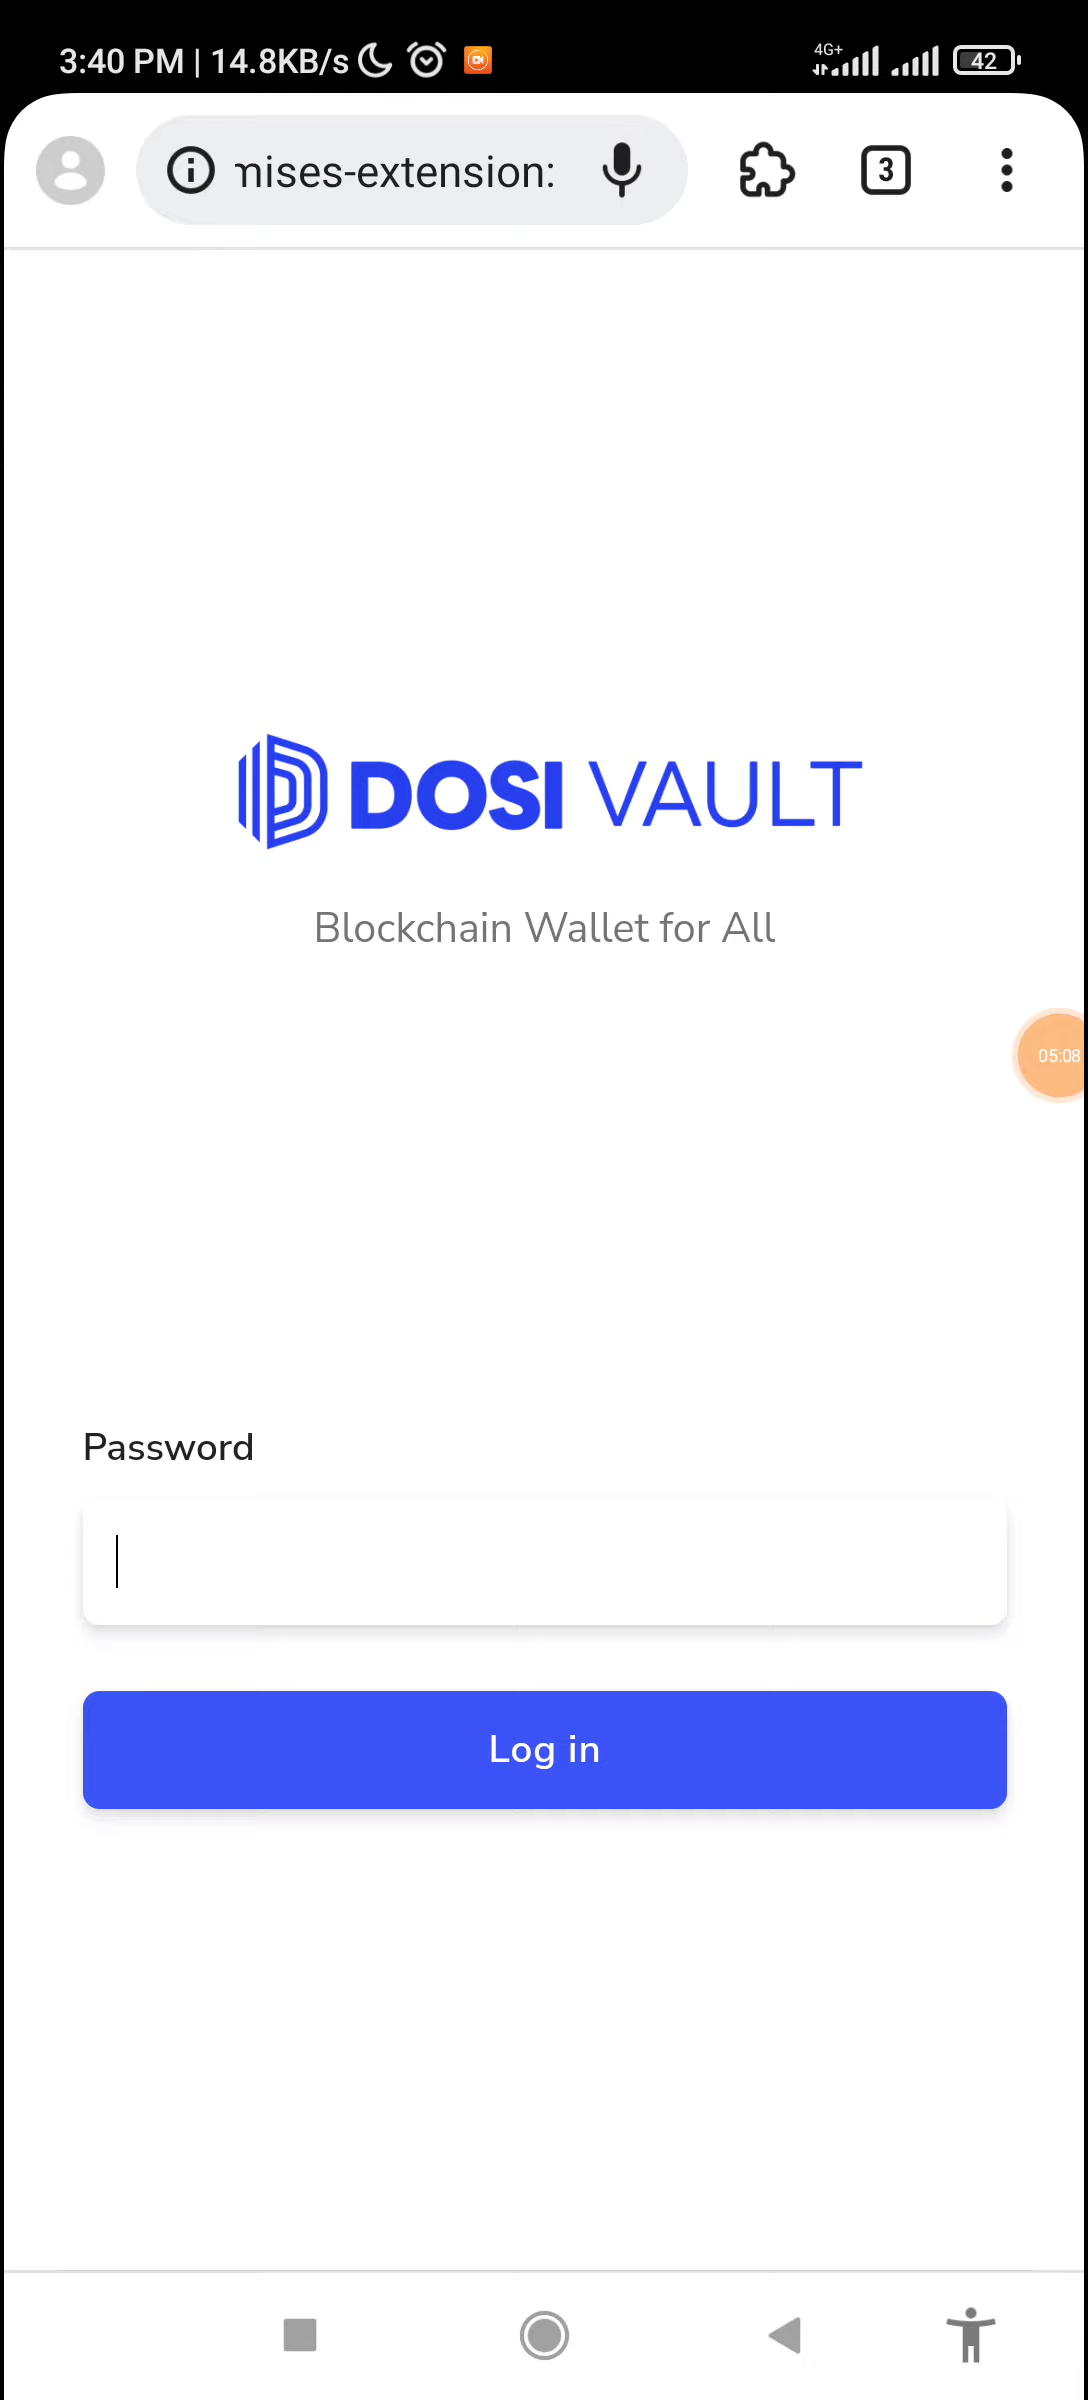 3:40 PM | 14.8KB/s 4G+ 42
mises-extension: 3
DOSI VAULT
Blockchain Wallet for All
05:08
Password
Log in